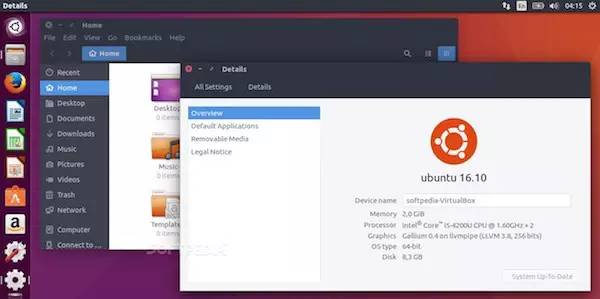 Details
En
04:15
Home
File Edit View Go Bookmarks Help
Home
Recent
Home
Desktop
Documents
Downloads
Music
Pictures
Videos
Trash
Network
Computer
Connect to ...
Desktop
0 items
Music
0 items
Templates
0 items
SOFTPEDIA
Details
All Settings Details
Overview
Default Applications
Removable Media
Legal Notice
ubuntu 16.10
Device name softpedia-VirtualBox
Memory 2,0 GiB
Processor Intel® Core™ i5-4200U CPU @ 1.60GHz × 2
Graphics Gallium 0.4 on llvmpipe (LLVM 3.8, 256 bits)
OS type 64-bit
Disk 8,3 GB
System Up-To-Date